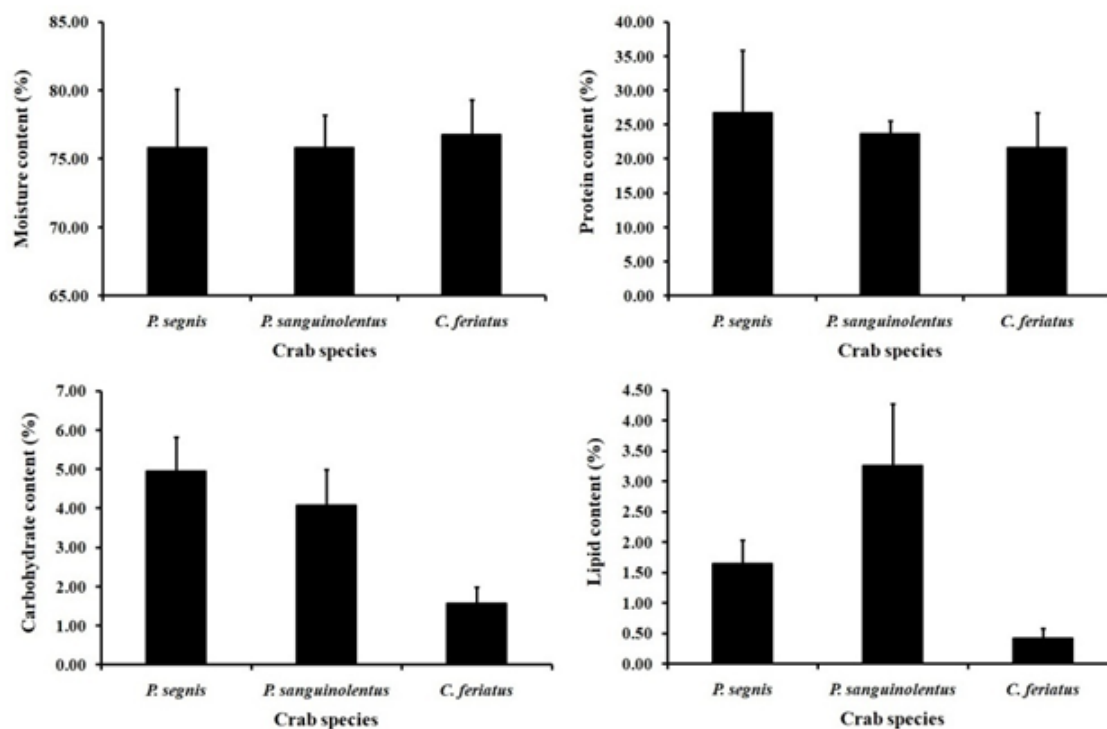 Moisture content (%)
85.00
80.00
75.00
70.00
65.00
P. segnis P. sanguinolentus C. feriatus
Crab species
Protein content (%)
40.00
35.00
30.00
25.00
20.00
15.00
10.00
5.00
0.00
P. segnis P. sanguinolentus C. feriatus
Crab species
Carbohydrate content (%)
7.00
6.00
5.00
4.00
3.00
2.00
1.00
0.00
P. segnis P. sanguinolentus C. feriatus
Crab species
Lipid content (%)
4.50
4.00
3.50
3.00
2.50
2.00
1.50
1.00
0.50
0.00
P. segnis P. sanguinolentus C. feriatus
Crab species